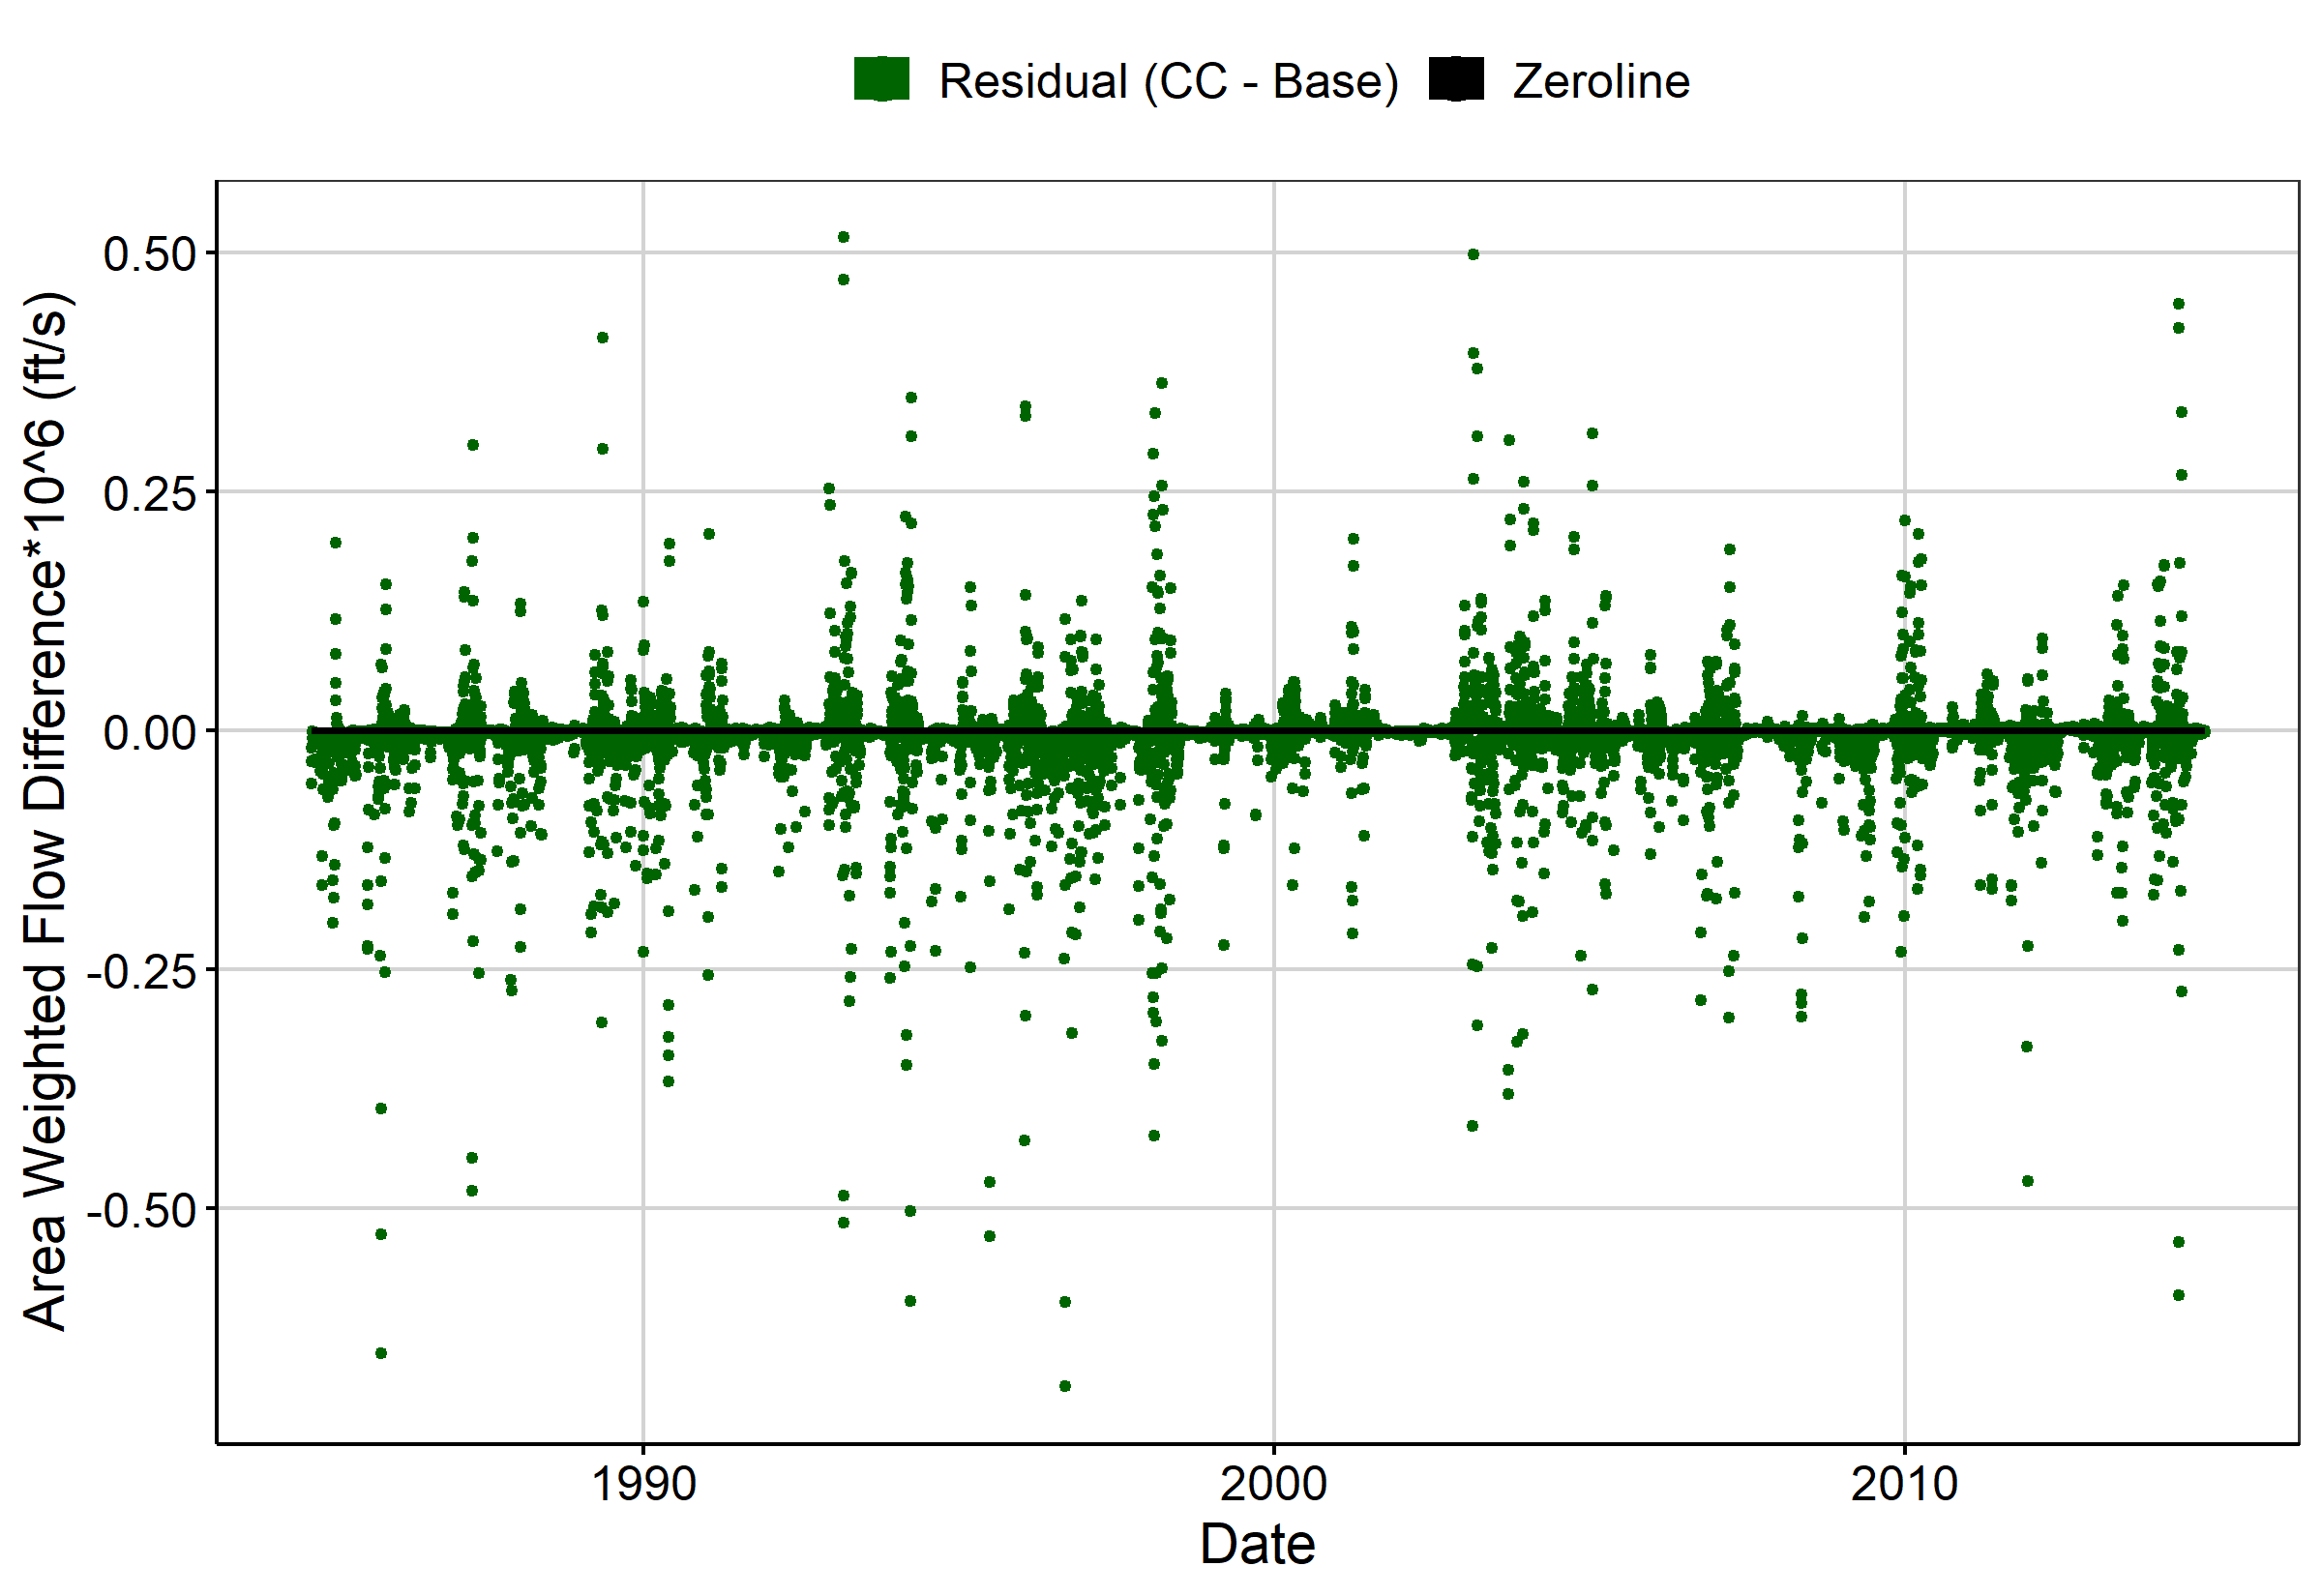 Residual (CC - Base) Zeroline
Area Weighted Flow Difference*10^6 (ft/s)
0.50
0.25
0.00
-0.25
-0.50
1990 2000 2010
Date